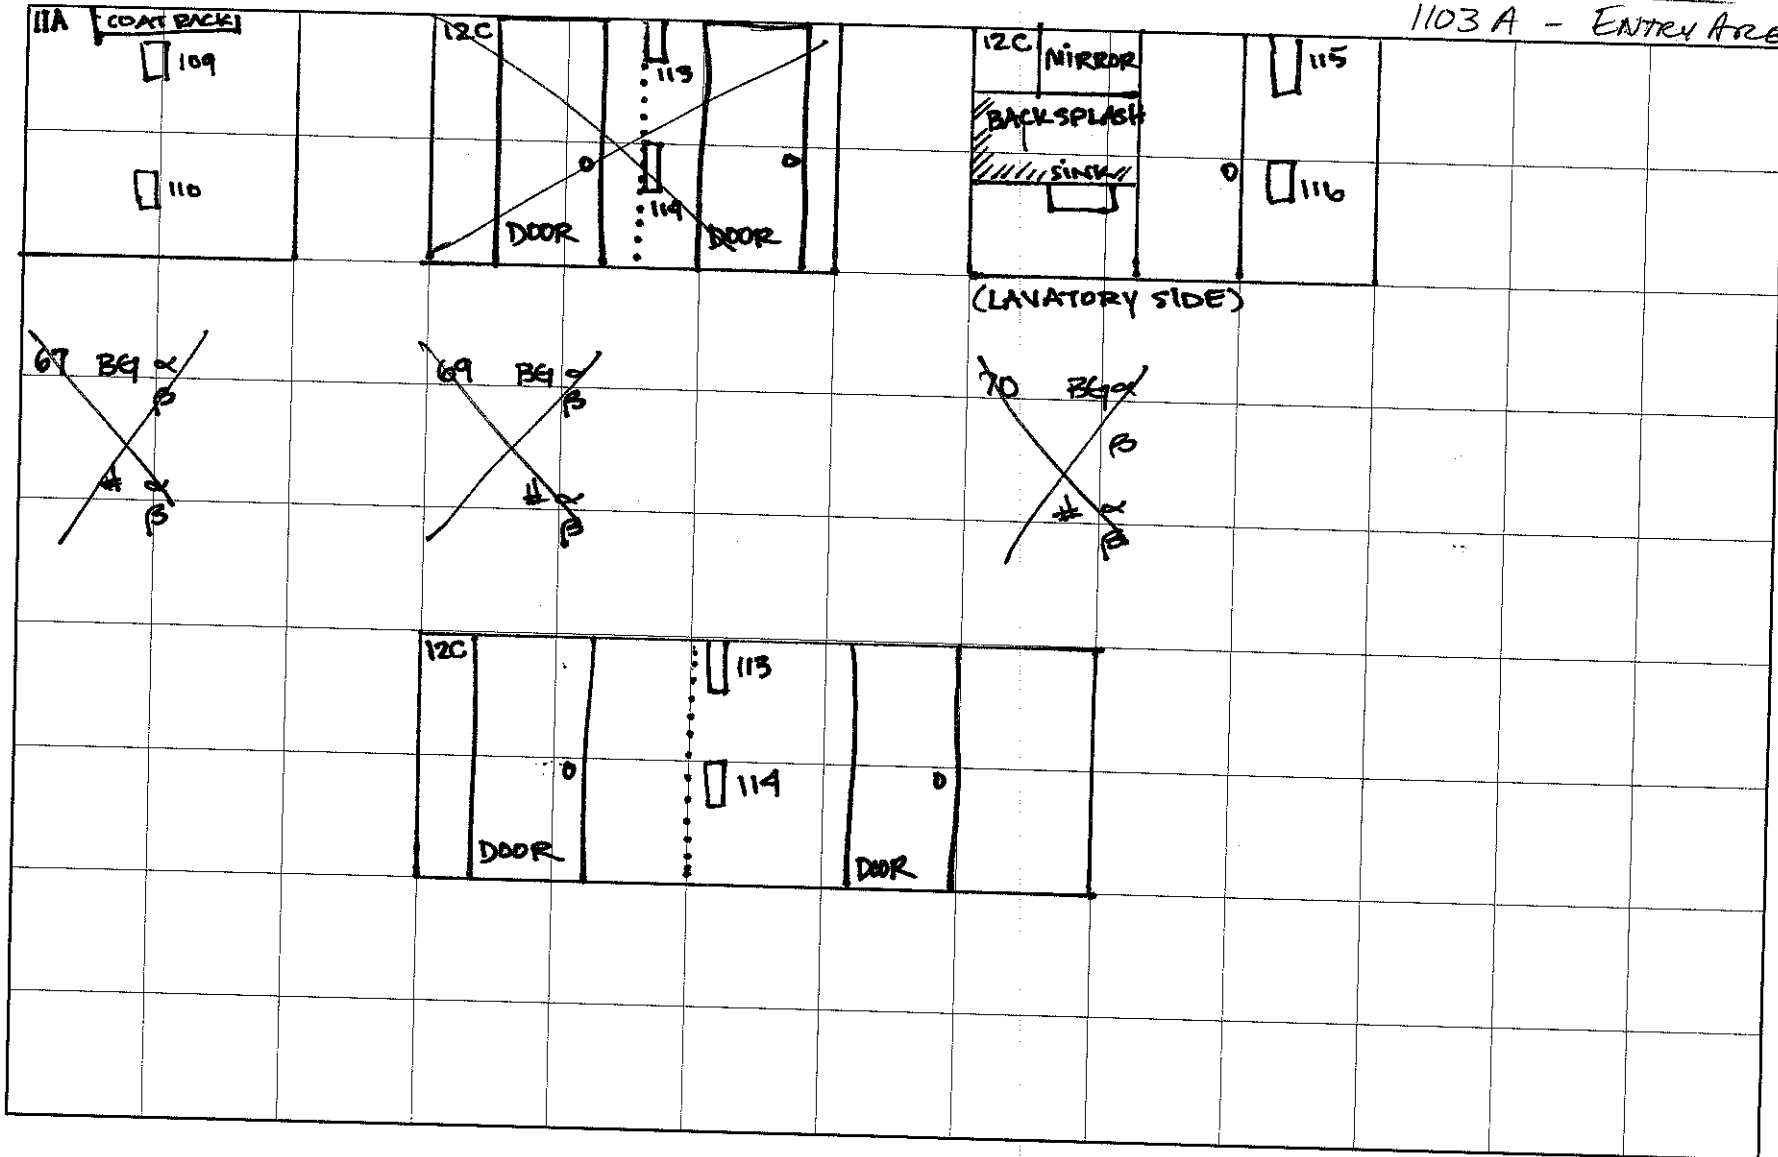 1103 A - ENTRY ARE
11A COAT RACK
109
110
12C
113
114
DOOR DOOR
12C MIRROR
BACKSPLASH
SINK
115
116
(LAVATORY SIDE)
67 BG α
β
# α
β
69 BG α
β
# α
β
70 BG α
β
# α
β
12C
113
114
DOOR
DOOR